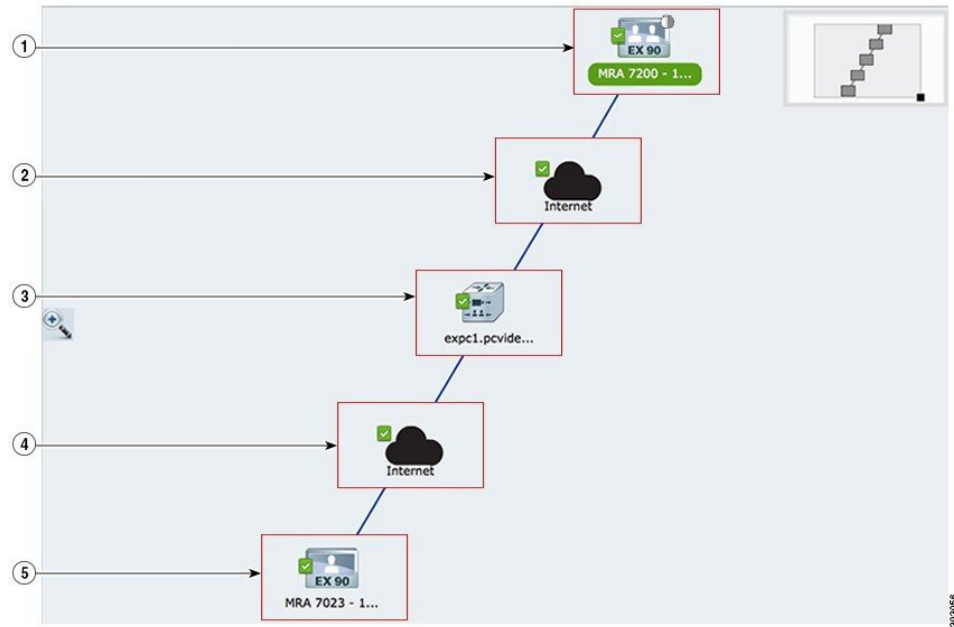 1
EX 90
MRA 7200 - 1...
2
Internet
3
expc1.pcvide...
4
Internet
5
EX 90
MRA 7023 - 1...